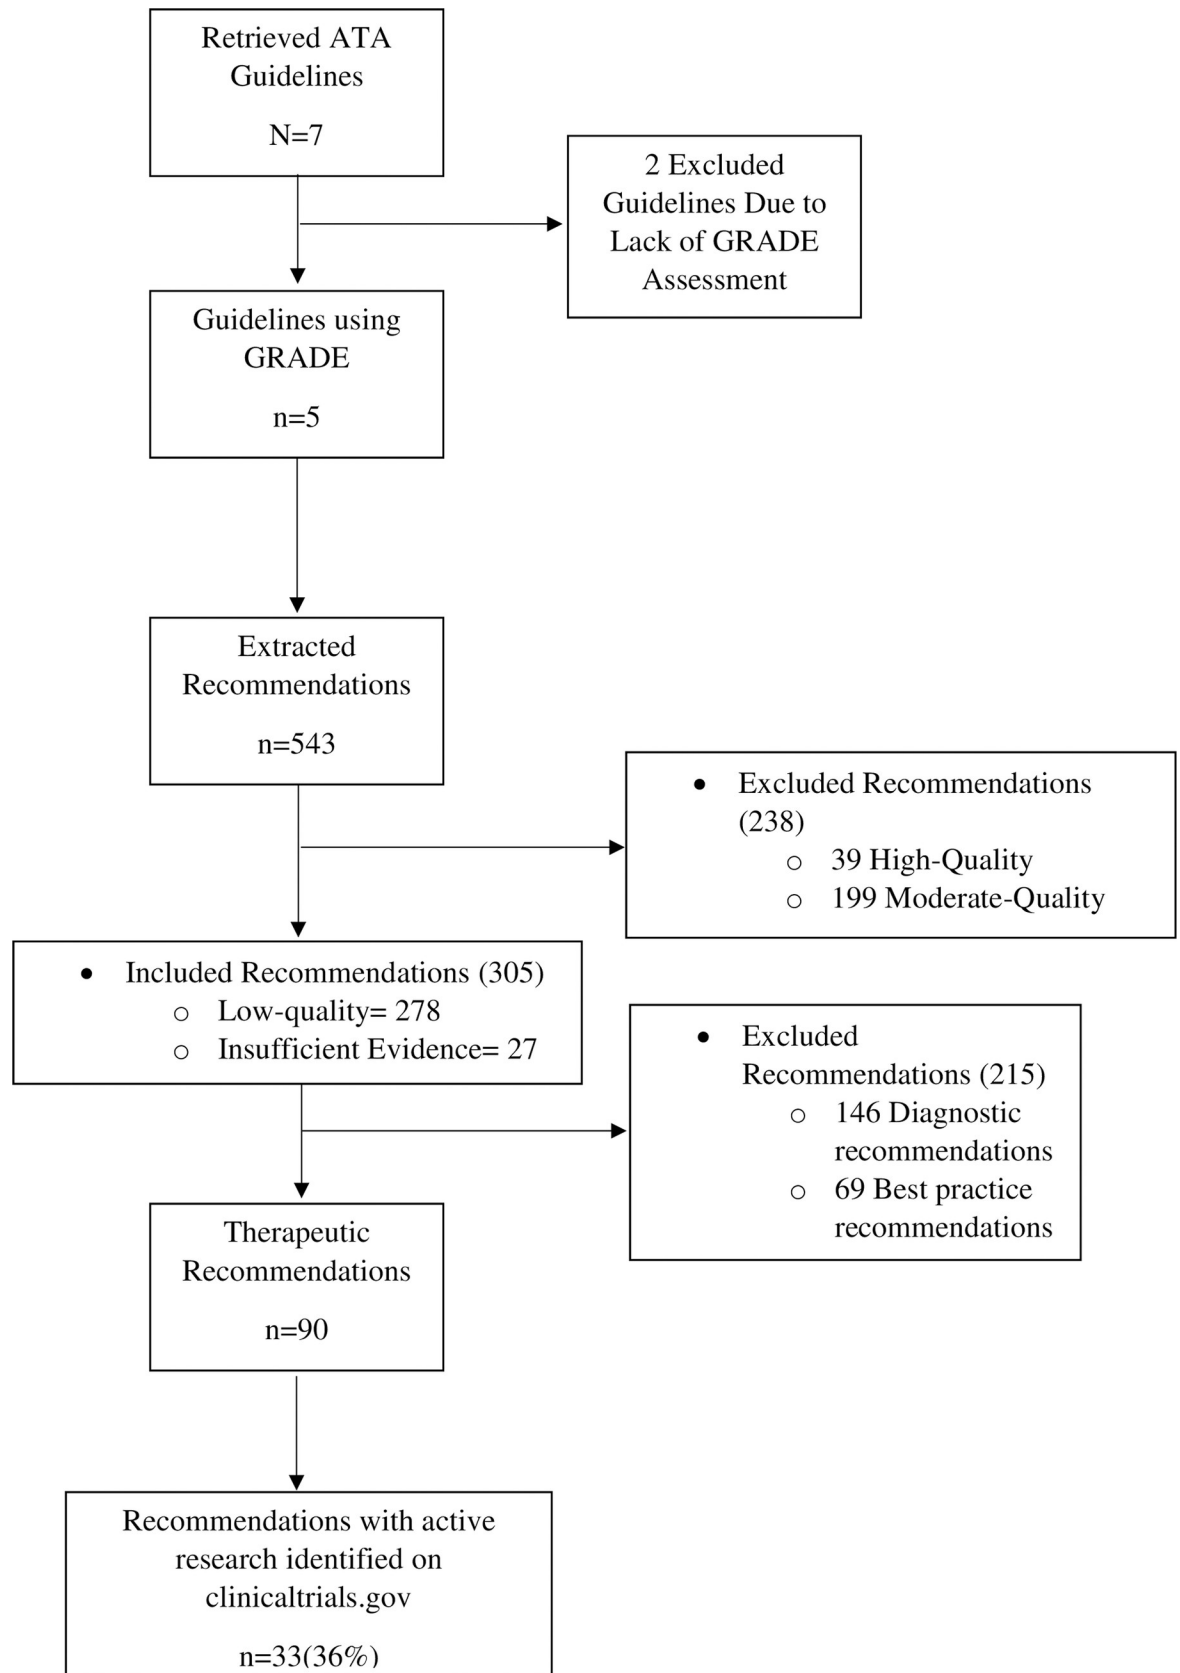 Retrieved ATA
Guidelines
N=7
2 Excluded
Guidelines Due to
Lack of GRADE
Assessment
Guidelines using
GRADE
n=5
Extracted
Recommendations
n=543
• Excluded Recommendations
(238)
o 39 High-Quality
o 199 Moderate-Quality
• Included Recommendations (305)
o Low-quality= 278
o Insufficient Evidence= 27
• Excluded
Recommendations (215)
o 146 Diagnostic
recommendations
o 69 Best practice
recommendations
Therapeutic
Recommendations
n=90
Recommendations with active
research identified on
clinicaltrials.gov
n=33(36%)